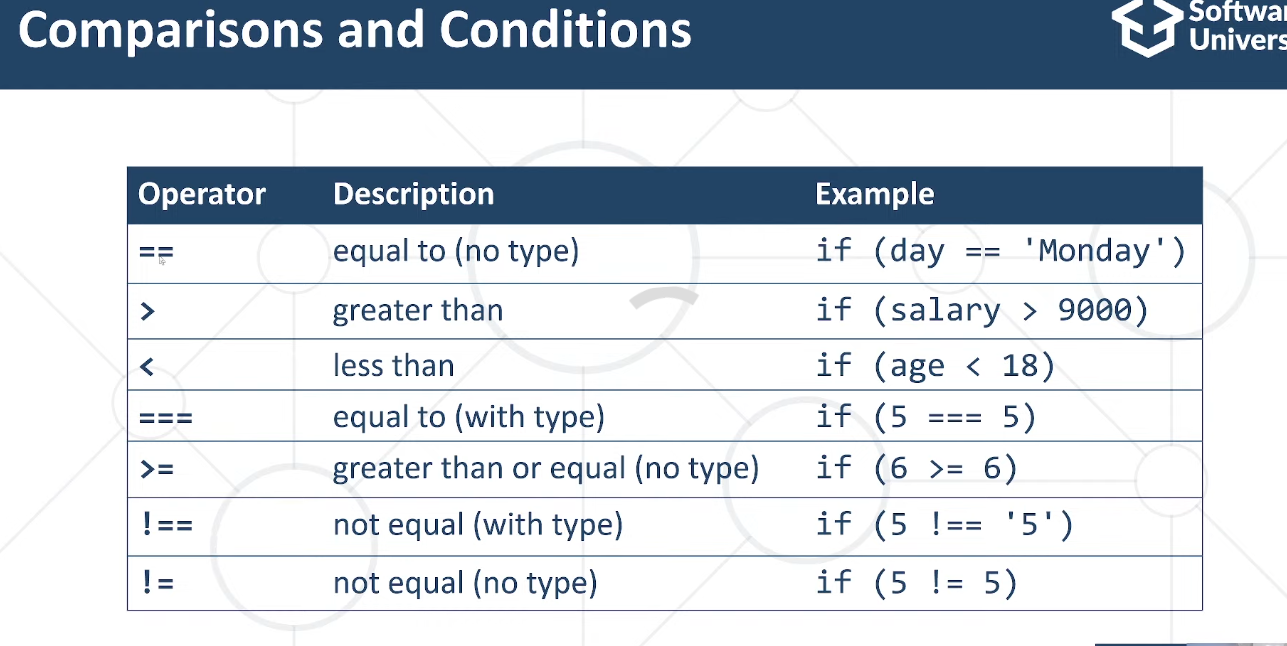 Comparisons and Conditions
Operator Description Example
== equal to (no type) if (day == 'Monday')
> greater than if (salary > 9000)
< less than if (age < 18)
=== equal to (with type) if (5 === 5)
>= greater than or equal (no type) if (6 >= 6)
!== not equal (with type) if (5 !== '5')
!= not equal (no type) if (5 != 5)